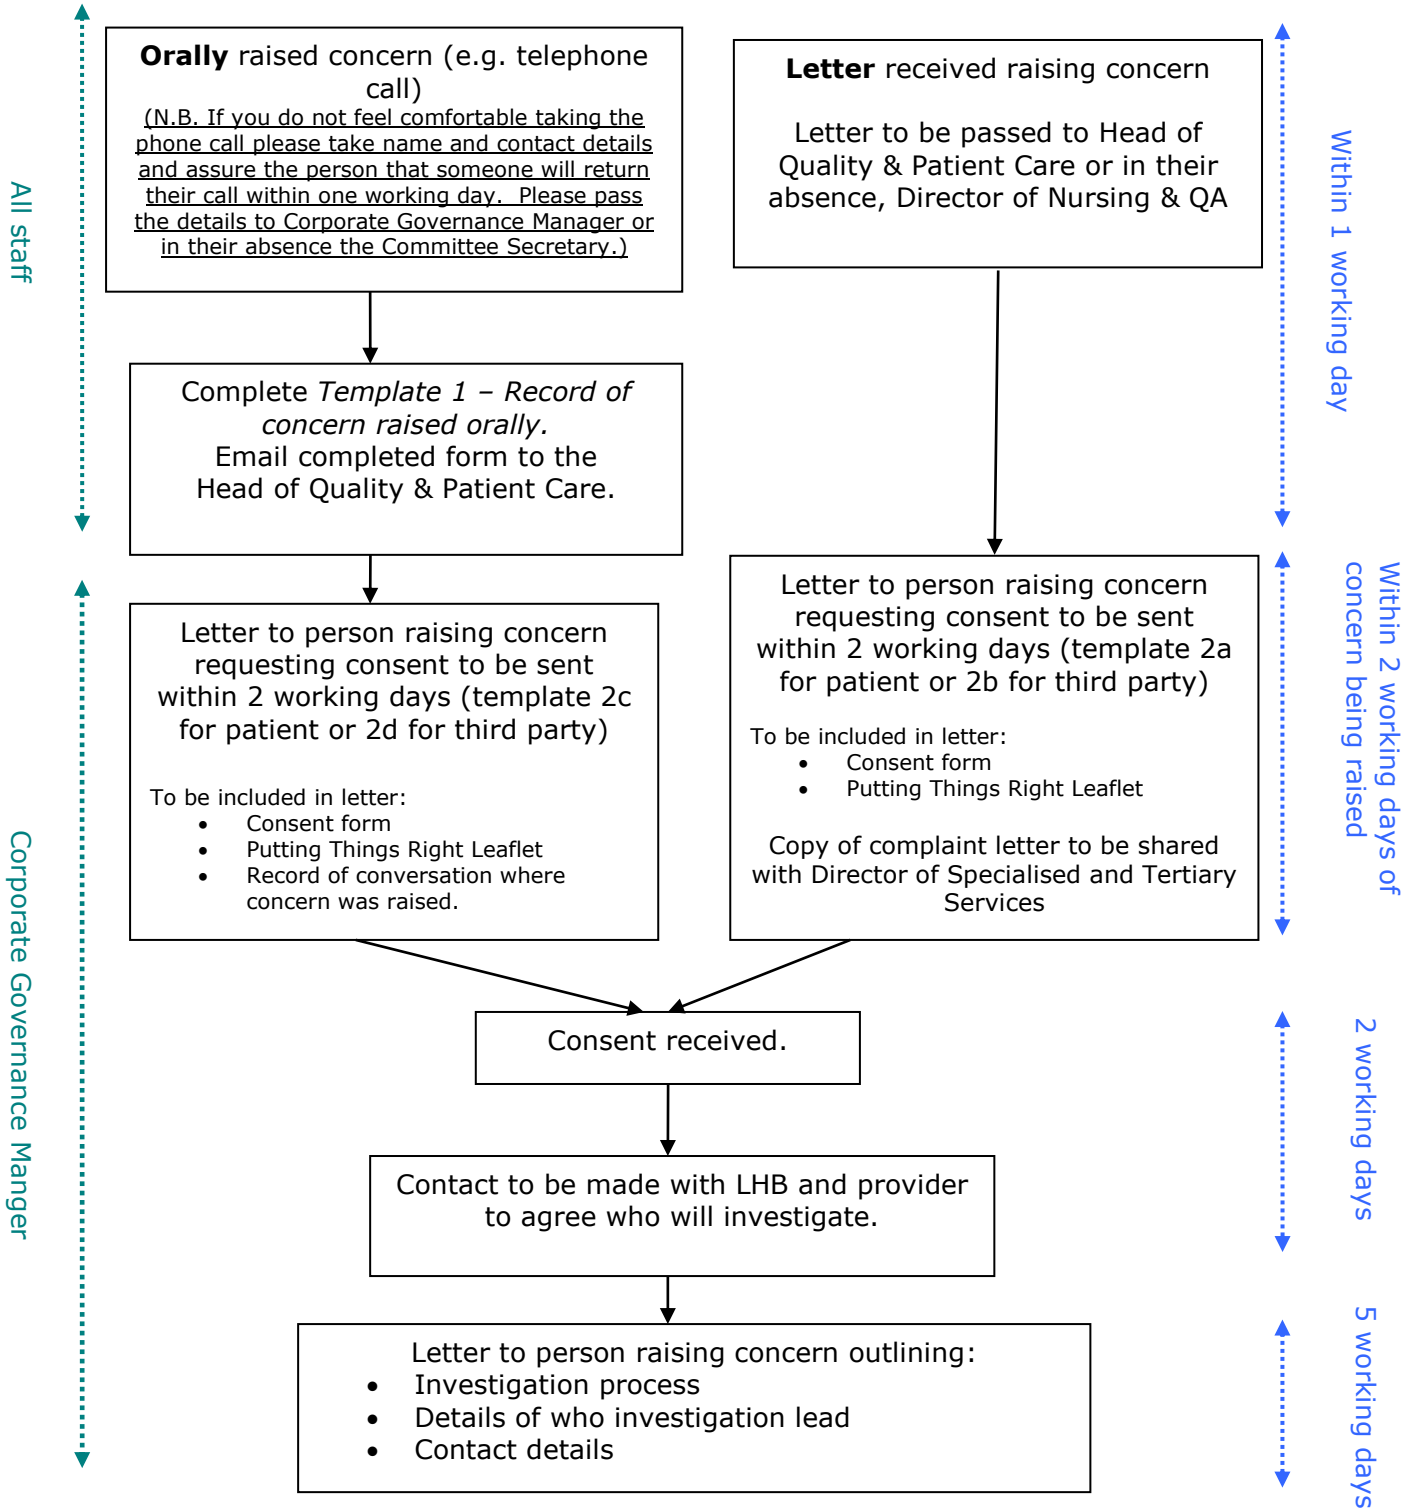 Orally raised concern (e.g. telephone
call)
(N.B. If you do not feel comfortable taking the
phone call please take name and contact details
and assure the person that someone will return
their call within one working day.  Please pass
the details to Corporate Governance Manager or
in their absence the Committee Secretary.)
Letter received raising concern
Letter to be passed to Head of
Quality & Patient Care or in their
absence, Director of Nursing & QA
All staff
Within 1 working day
Complete Template 1 – Record of
concern raised orally.
Email completed form to the
Head of Quality & Patient Care.
Letter to person raising concern
requesting consent to be sent
within 2 working days (template 2c
for patient or 2d for third party)
To be included in letter:
• Consent form
• Putting Things Right Leaflet
• Record of conversation where
concern was raised.
Letter to person raising concern
requesting consent to be sent
within 2 working days (template 2a
for patient or 2b for third party)
To be included in letter:
• Consent form
• Putting Things Right Leaflet
Copy of complaint letter to be shared
with Director of Specialised and Tertiary
Services
Within 2 working days of
concern being raised
Corporate Governance Manger
Consent received.
2 working days
Contact to be made with LHB and provider
to agree who will investigate.
Letter to person raising concern outlining:
• Investigation process
• Details of who investigation lead
• Contact details
5 working days